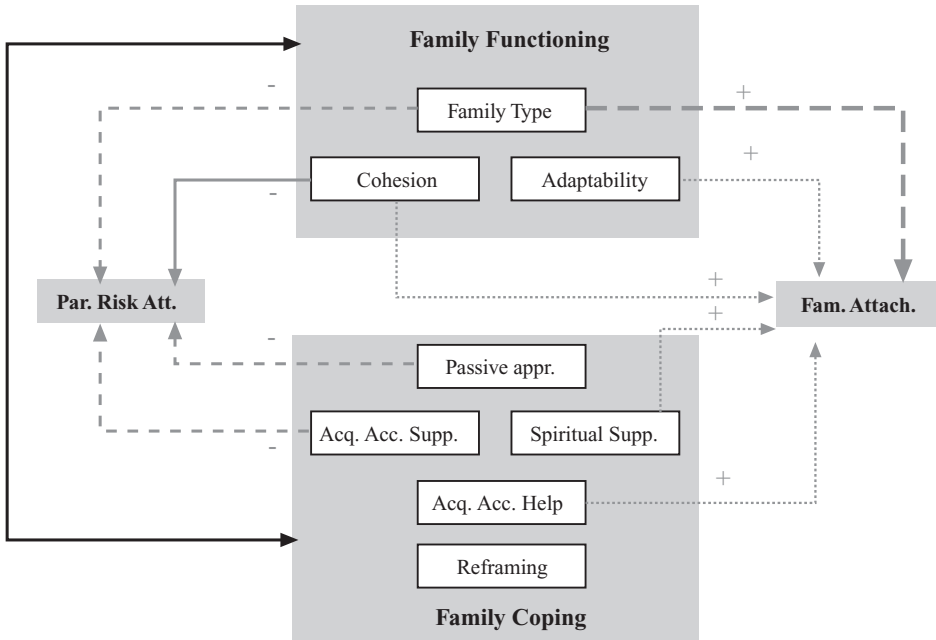 Family Functioning
-
+
Family Type
+
Cohesion
Adaptability
-
+
Par. Risk Att.
Fam. Attach.
+
-
Passive appr.
Acq. Acc. Supp.
Spiritual Supp.
-
+
Acq. Acc. Help
Reframing
Family Coping